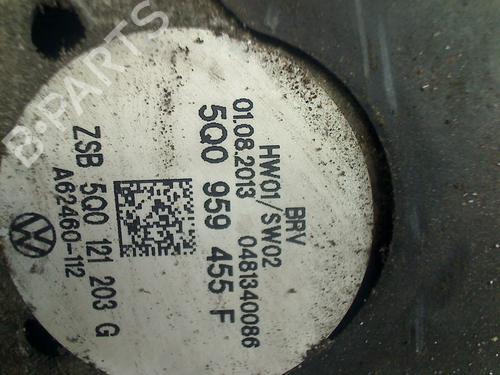 BRV
HW01/SW02 0481340086
01.08.2013
5Q0 959 455 F
ZSB 5Q0 121 203 G
A62460-112
B-PARTS